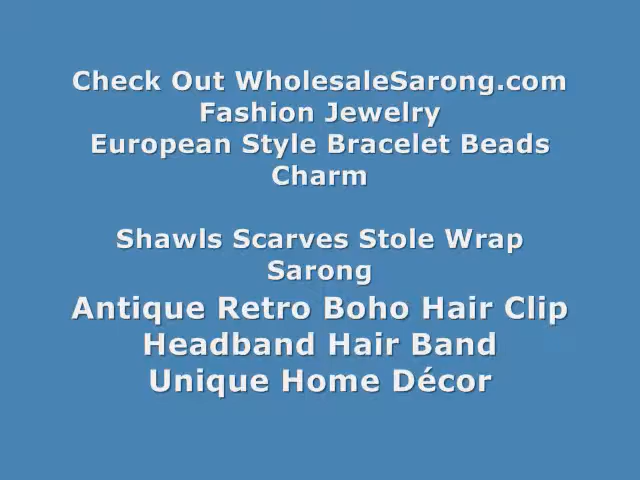 Check Out WholesaleSarong.com
Fashion Jewelry
European Style Bracelet Beads
Charm
Shawls Scarves Stole Wrap
Sarong
Antique Retro Boho Hair Clip
Headband Hair Band
Unique Home Décor